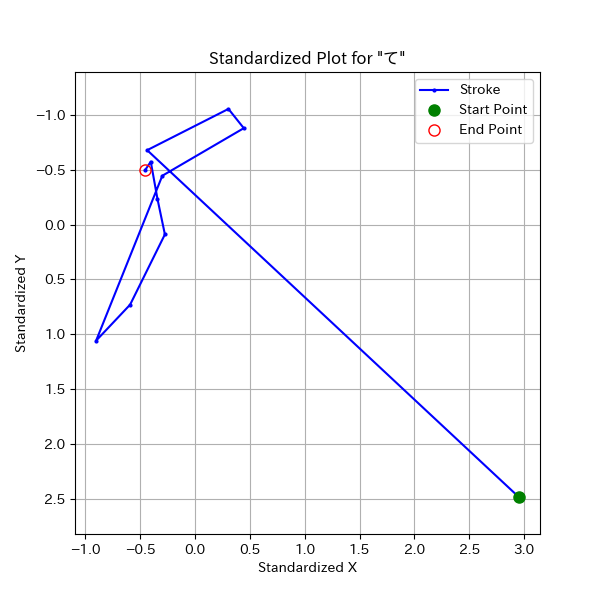 Standardized Plot for "て"
Stroke
Start Point
End Point
Standardized Y
−1.0
−0.5
0.0
0.5
1.0
1.5
2.0
2.5
−1.0 −0.5 0.0 0.5 1.0 1.5 2.0 2.5 3.0
Standardized X